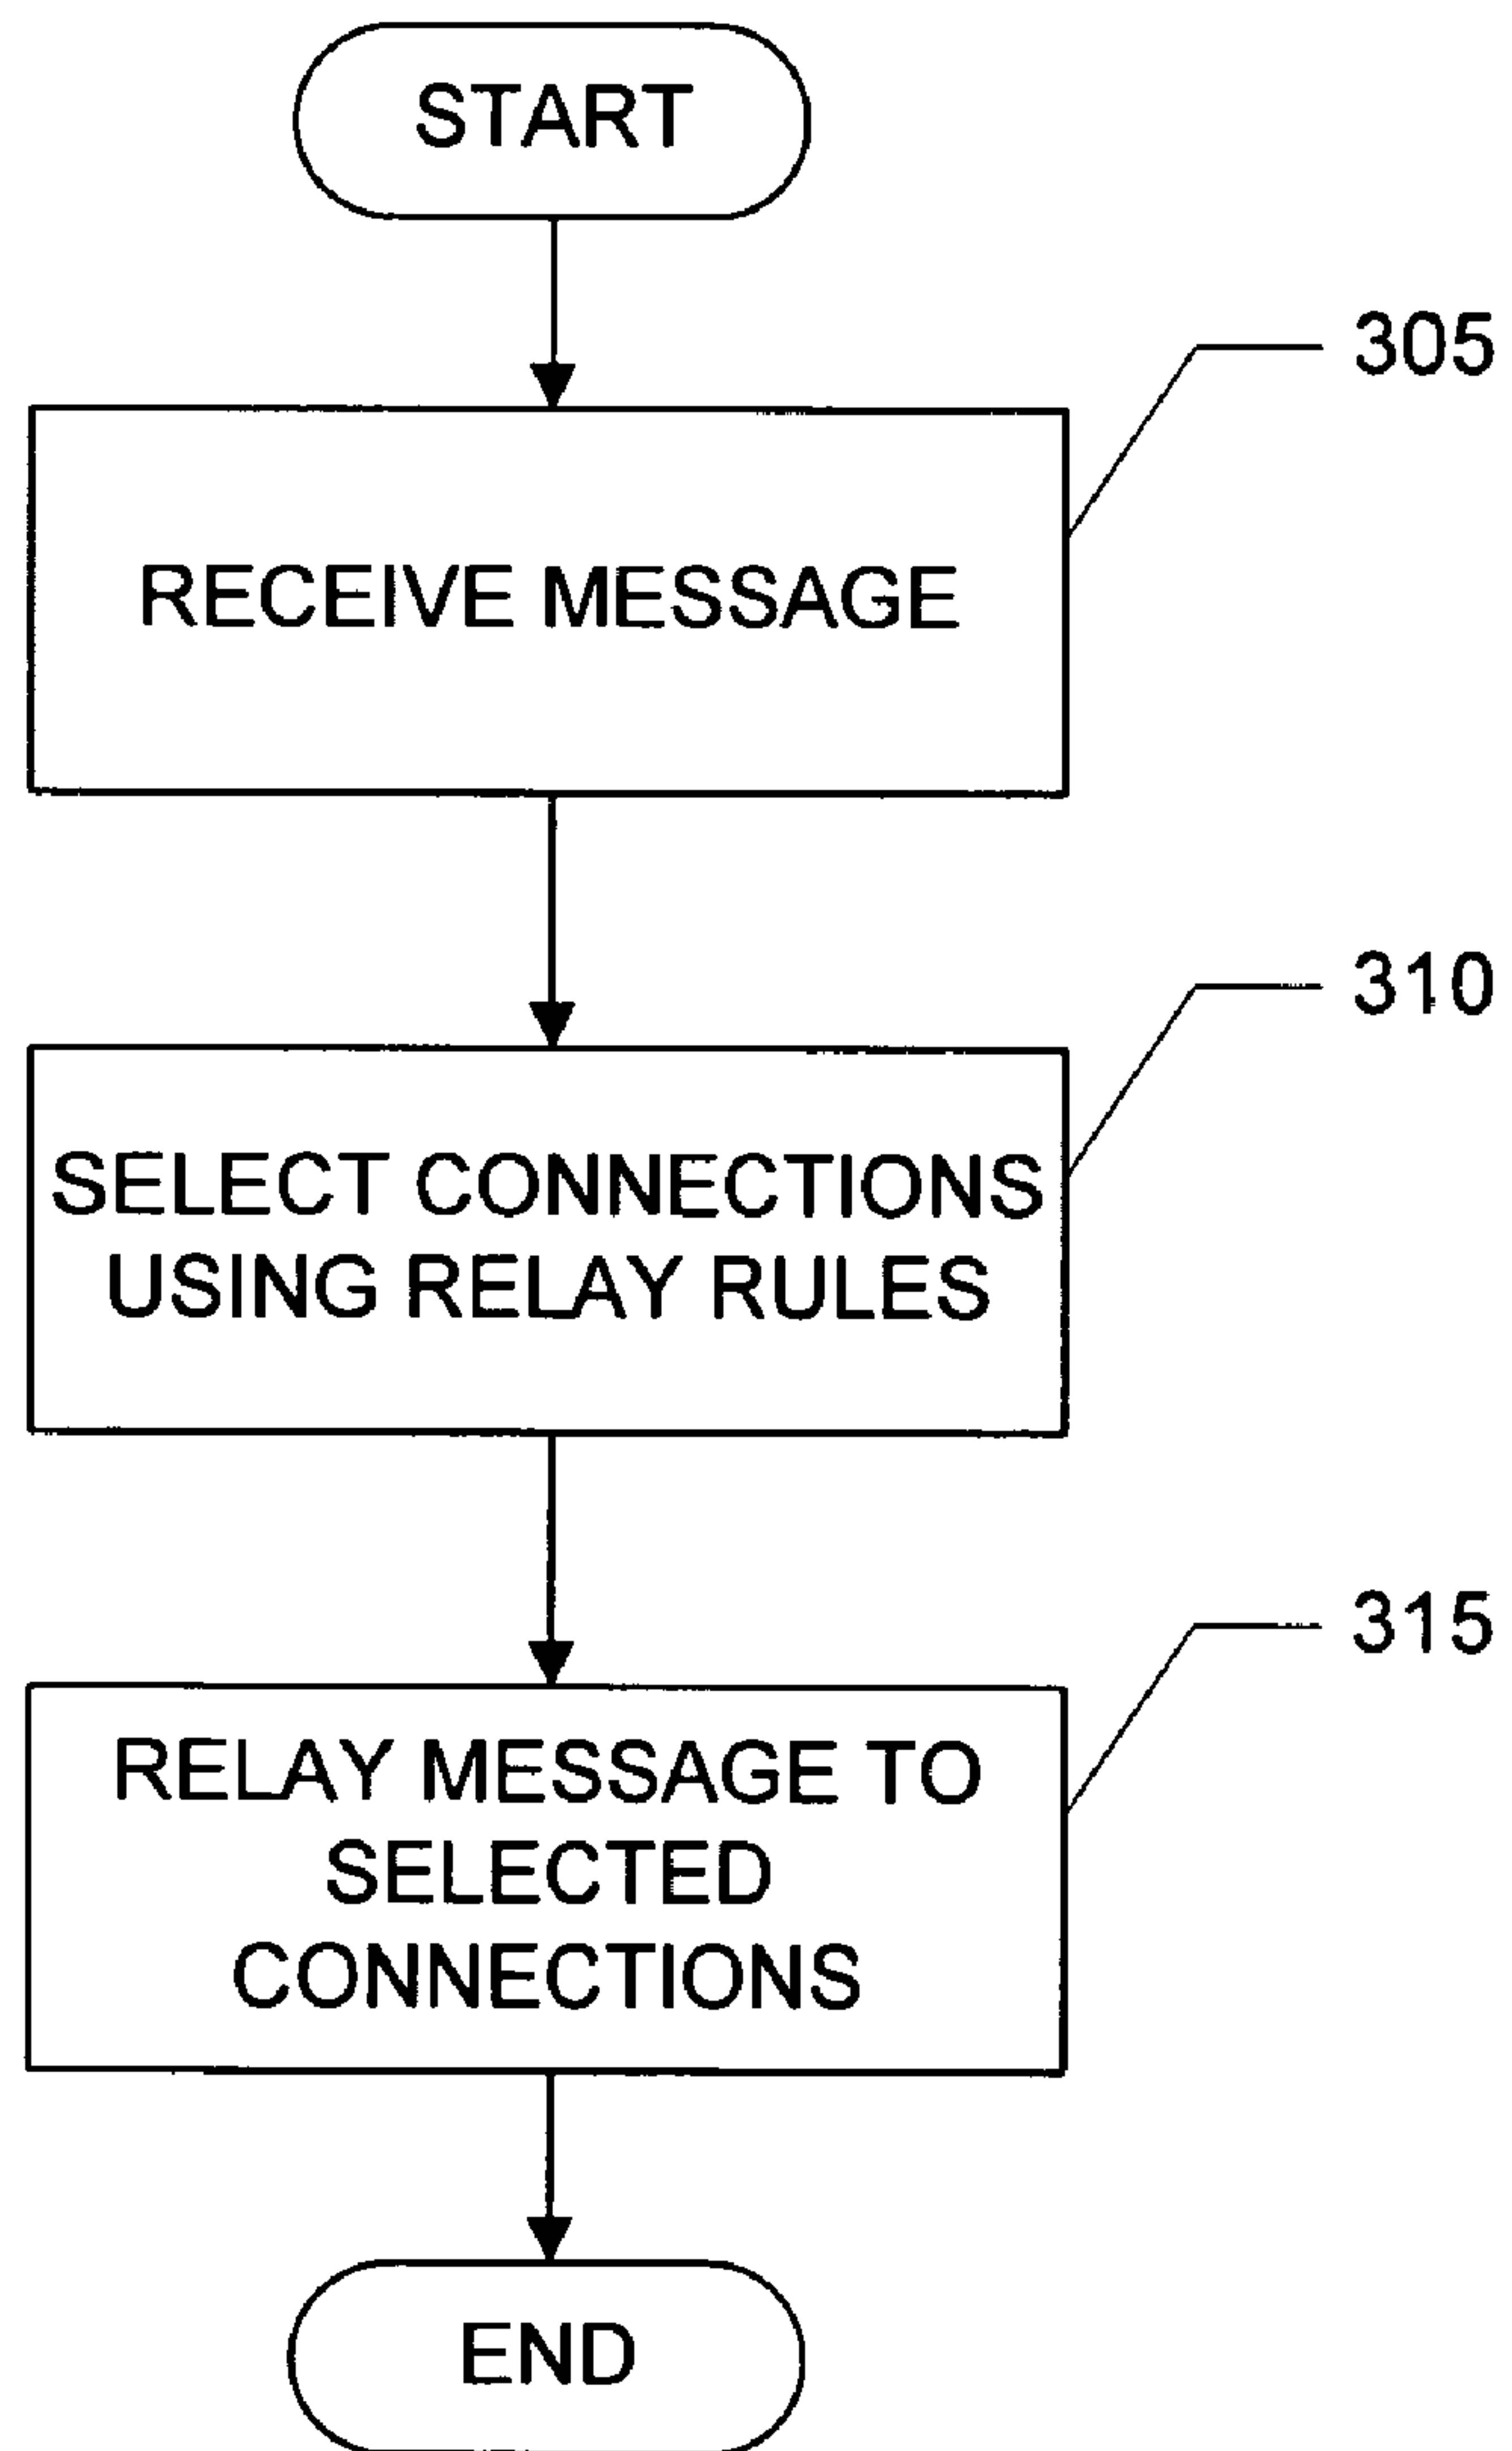 START
305
RECEIVE MESSAGE
310
SELECT CONNECTIONS
USING RELAY RULES
315
RELAY MESSAGE TO
SELECTED
CONNECTIONS
END